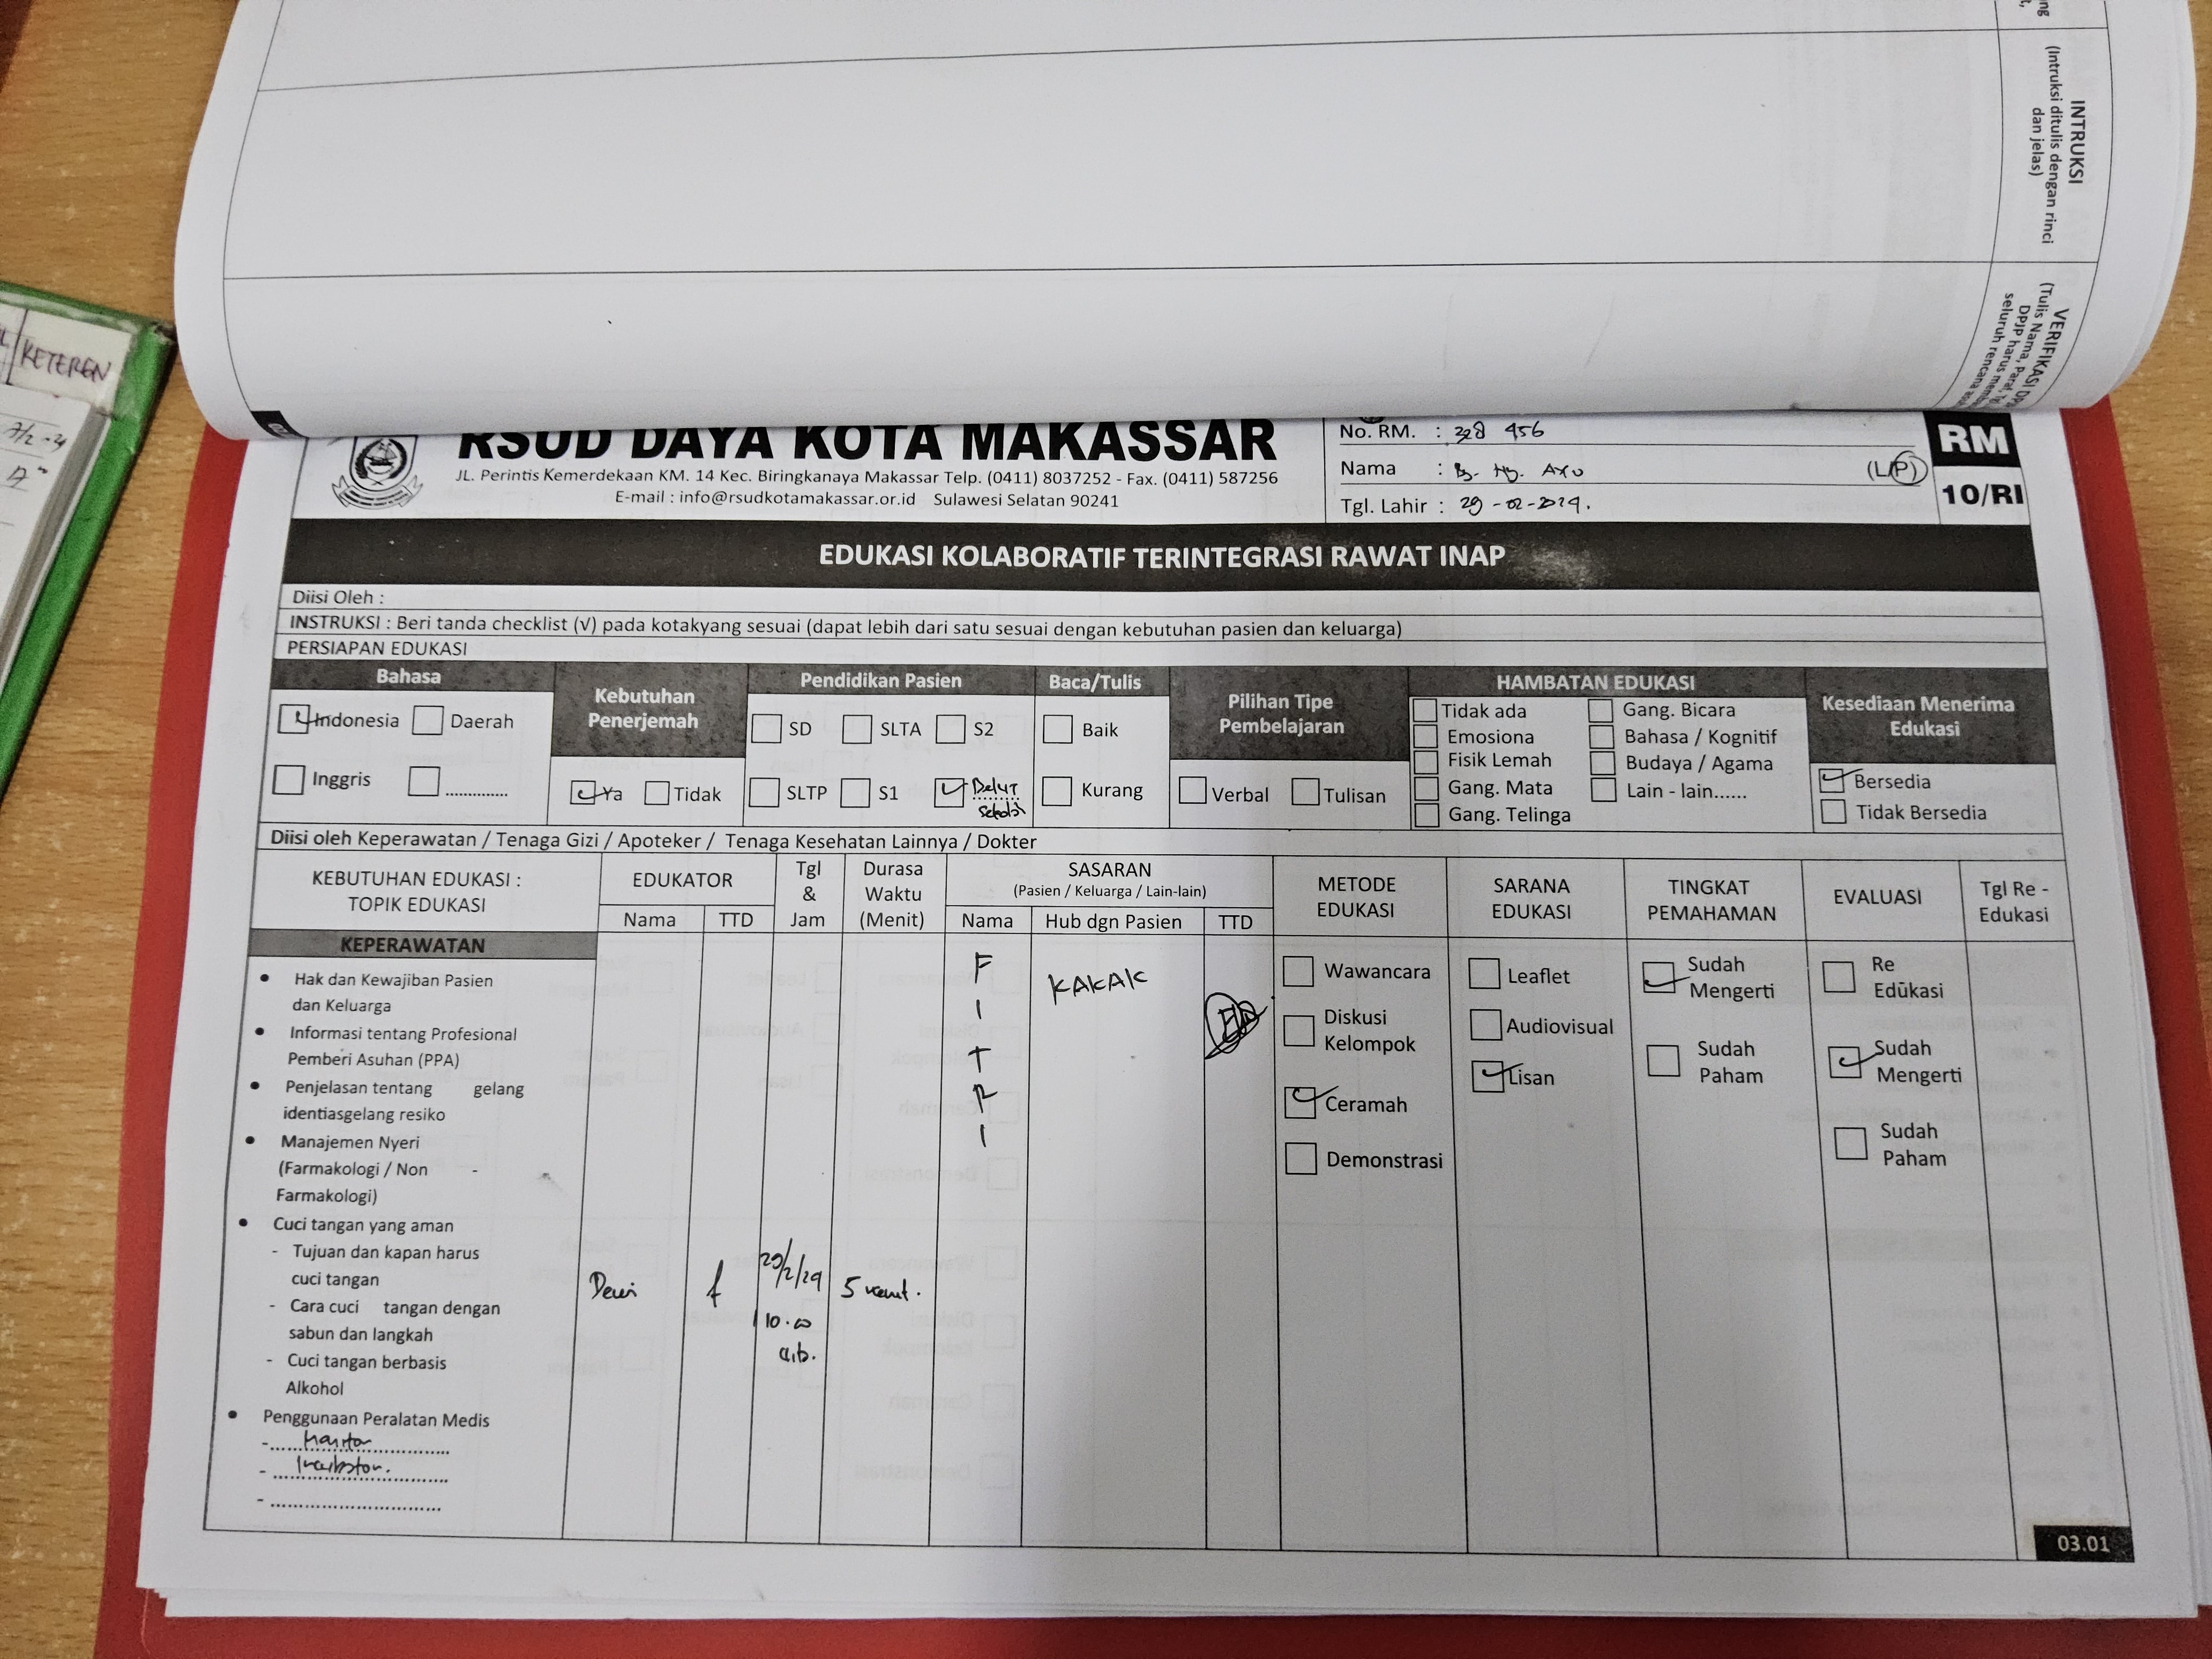 INTRUKSI
(Intruksi ditulis dengan rinci
dan jelas)
VERIFIKASI
(Tulis Nama, Paraf,
DPJP harus
seluruh rencana
KETEREN
RSUD DAYA KOTA MAKASSAR
JL. Perintis Kemerdekaan KM. 14 Kec. Biringkanaya Makassar Telp. (0411) 8037252 - Fax. (0411) 587256
E-mail : info@rsudkotamakassar.or.id Sulawesi Selatan 90241
No. RM. : 328 456
Nama : By. Ny. AYU (L/P)
Tgl. Lahir : 29-02-2024.
RM
10/RI
EDUKASI KOLABORATIF TERINTEGRASI RAWAT INAP
Diisi Oleh :
INSTRUKSI : Beri tanda checklist (√) pada kotakyang sesuai (dapat lebih dari satu sesuai dengan kebutuhan pasien dan keluarga)
PERSIAPAN EDUKASI
Bahasa
Indonesia Daerah
Inggris .............
Kebutuhan
Penerjemah
Ya Tidak
Pendidikan Pasien
SD SLTA S2
SLTP S1 Belum
sekolah
Baca/Tulis
Baik
Kurang
Pilihan Tipe
Pembelajaran
Verbal Tulisan
HAMBATAN EDUKASI
Tidak ada Gang. Bicara
Emosiona Bahasa / Kognitif
Fisik Lemah Budaya / Agama
Gang. Mata Lain - lain......
Gang. Telinga
Kesediaan Menerima
Edukasi
Bersedia
Tidak Bersedia
Diisi oleh Keperawatan / Tenaga Gizi / Apoteker / Tenaga Kesehatan Lainnya / Dokter
KEBUTUHAN EDUKASI :
TOPIK EDUKASI
EDUKATOR
Nama TTD
Tgl
&
Jam
Durasa
Waktu
(Menit)
SASARAN
(Pasien / Keluarga / Lain-lain)
Nama Hub dgn Pasien TTD
METODE
EDUKASI
SARANA
EDUKASI
TINGKAT
PEMAHAMAN
EVALUASI
Tgl Re -
Edukasi
KEPERAWATAN
• Hak dan Kewajiban Pasien
dan Keluarga
• Informasi tentang Profesional
Pemberi Asuhan (PPA)
• Penjelasan tentang gelang
identiasgelang resiko
• Manajemen Nyeri
(Farmakologi / Non -
Farmakologi)
• Cuci tangan yang aman
- Tujuan dan kapan harus
cuci tangan
- Cara cuci tangan dengan
sabun dan langkah
- Cuci tangan berbasis
Alkohol
• Penggunaan Peralatan Medis
- Monitor
- Inkubator.
- ..............................
Dewi
29/2/24
10.00
5 menit.
F
I
T
R
I
KAKAK
Wawancara
Diskusi
Kelompok
Ceramah
Demonstrasi
Leaflet
Audiovisual
Lisan
Sudah
Mengerti
Sudah
Paham
Re
Edukasi
Sudah
Mengerti
Sudah
Paham
03.01